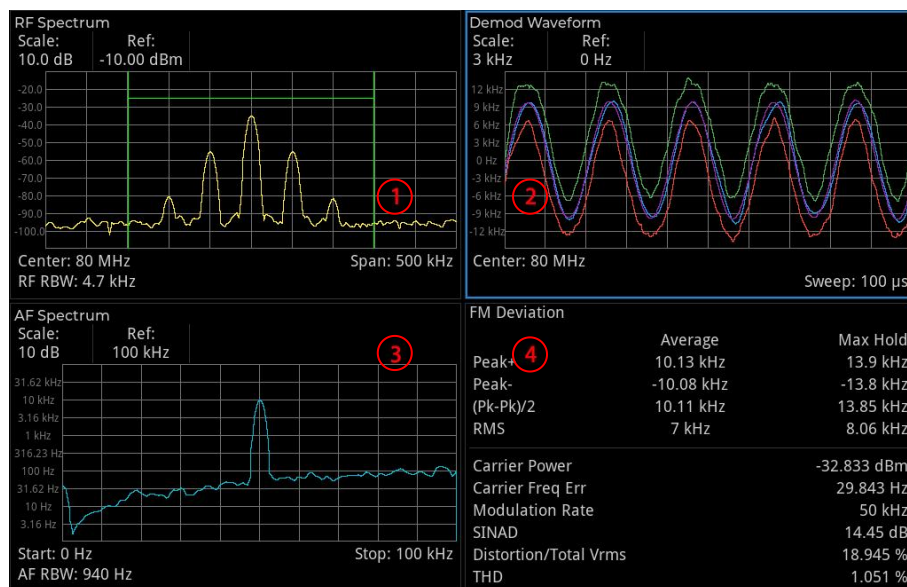 RF Spectrum
Scale: Ref:
10.0 dB -10.00 dBm
-20.0
-30.0
-40.0
-50.0
-60.0
-70.0
-80.0
-90.0
-100.0
1
Center: 80 MHz Span: 500 kHz
RF RBW: 4.7 kHz
Demod Waveform
Scale: Ref:
3 kHz 0 Hz
12 kHz
9 kHz
6 kHz
3 kHz
0 Hz
-3 kHz
-6 kHz
-9 kHz
-12 kHz
2
Center: 80 MHz
Sweep: 100 µs
AF Spectrum
Scale: Ref:
10 dB 100 kHz
3
31.62 kHz
10 kHz
3.16 kHz
1 kHz
316.23 Hz
100 Hz
31.62 Hz
10 Hz
3.16 Hz
Start: 0 Hz Stop: 100 kHz
AF RBW: 940 Hz
FM Deviation
Average Max Hold
4
Peak+ 10.13 kHz 13.9 kHz
Peak- -10.08 kHz -13.8 kHz
(Pk-Pk)/2 10.11 kHz 13.85 kHz
RMS 7 kHz 8.06 kHz
Carrier Power -32.833 dBm
Carrier Freq Err 29.843 Hz
Modulation Rate 50 kHz
SINAD 14.45 dB
Distortion/Total Vrms 18.945 %
THD 1.051 %